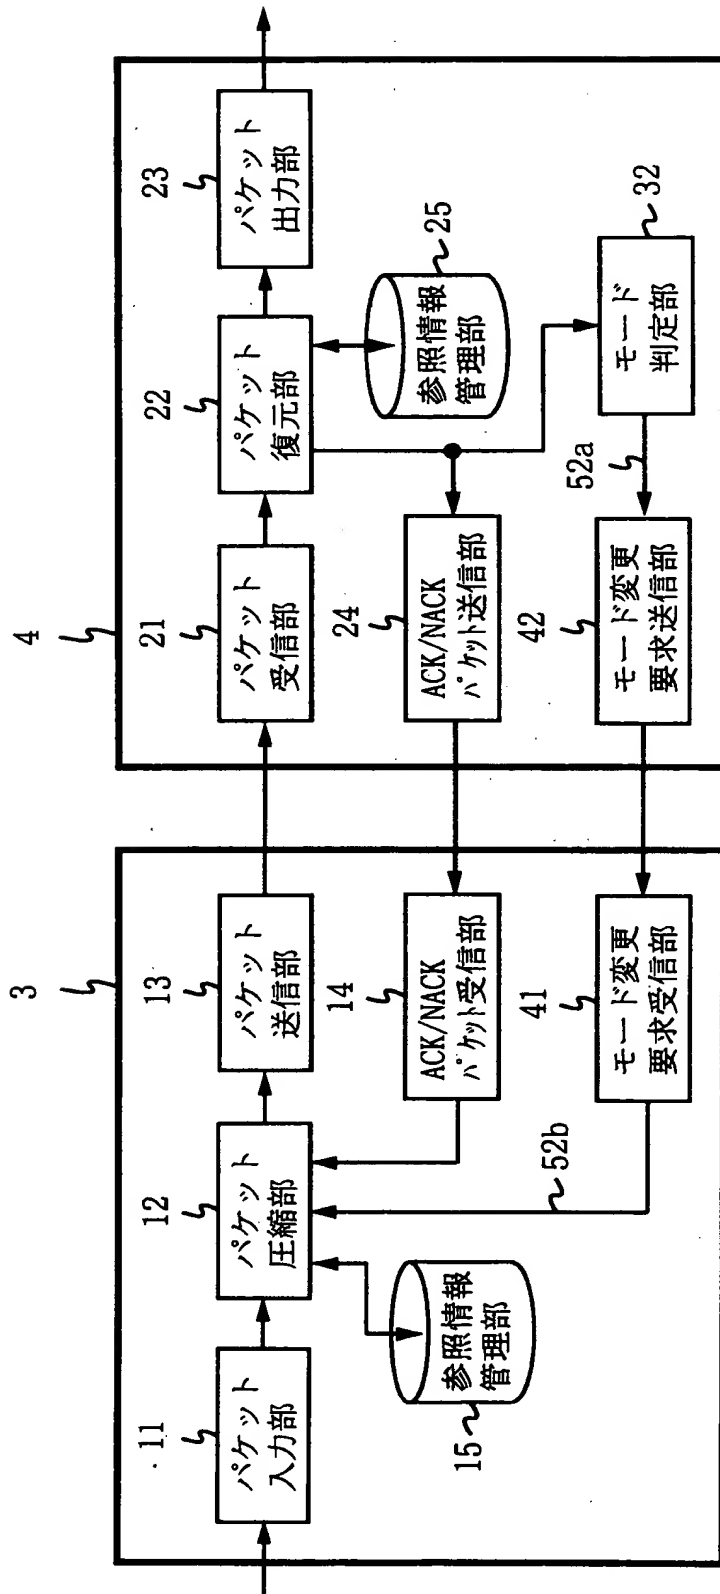 3
11
パケット
入力部
12
パケット
圧縮部
13
パケット
送信部
14
ACK/NACK
パケット受信部
15
参照情報
管理部
41
モード変更
要求受信部
52b
4
21
パケット
受信部
22
パケット
復元部
23
パケット
出力部
24
ACK/NACK
パケット送信部
25
参照情報
管理部
42
モード変更
要求送信部
52a
32
モード
判定部